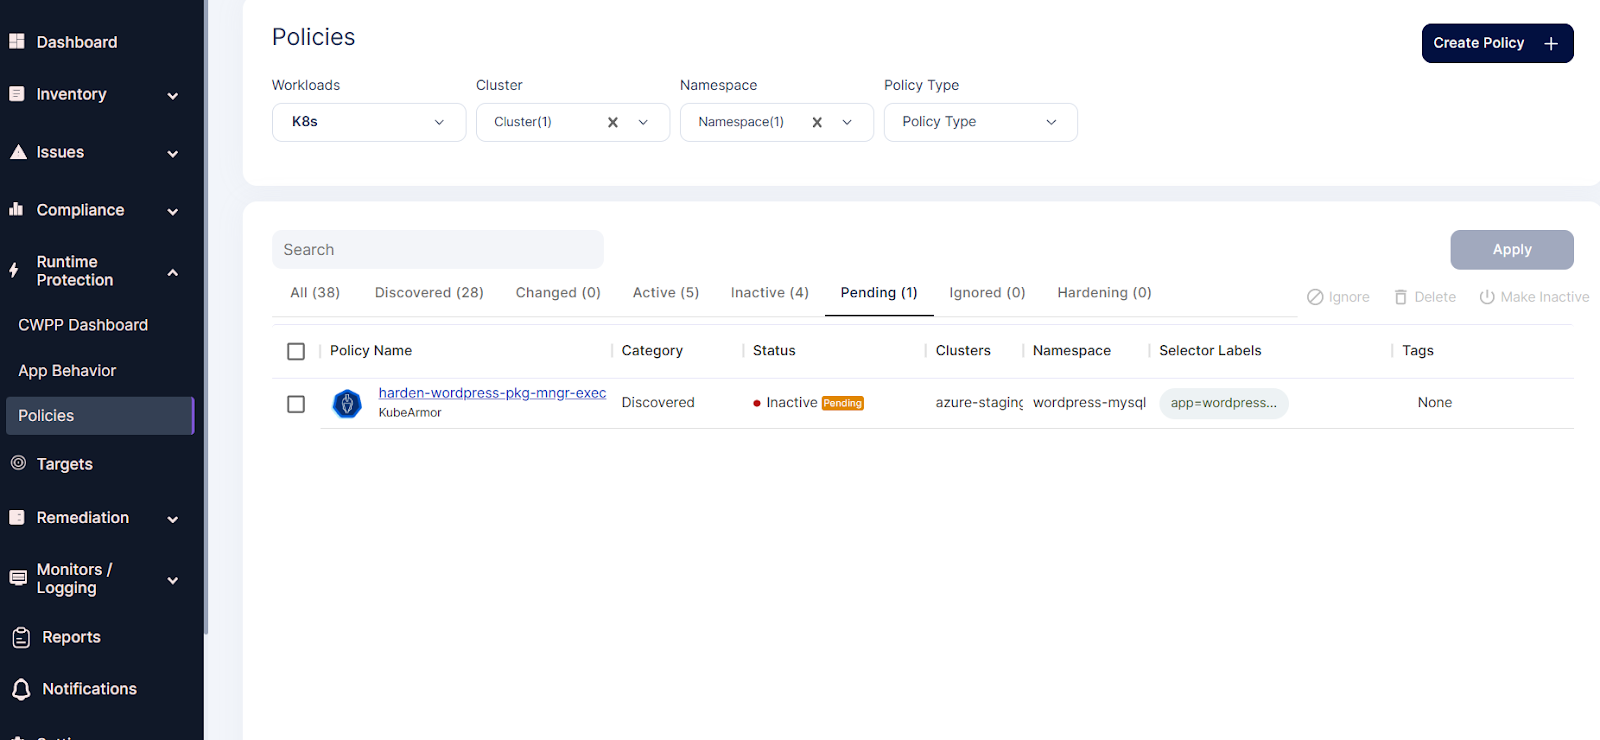 Dashboard
Inventory
Issues
Compliance
Runtime
Protection
CWPP Dashboard
App Behavior
Policies
Targets
Remediation
Monitors /
Logging
Reports
Notifications
Policies
Create Policy
Workloads
Cluster
Namespace
Policy Type
K8s
Cluster(1)
Namespace(1)
Policy Type
Search
Apply
All (38)
Discovered (28)
Changed (0)
Active (5)
Inactive (4)
Pending (1)
Ignored (0)
Hardening (0)
Ignore
Delete
Make Inactive
Policy Name
Category
Status
Clusters
Namespace
Selector Labels
Tags
harden-wordpress-pkg-mngr-exec
KubeArmor
Discovered
Inactive Pending
azure-staging
wordpress-mysql
app=wordpress...
None